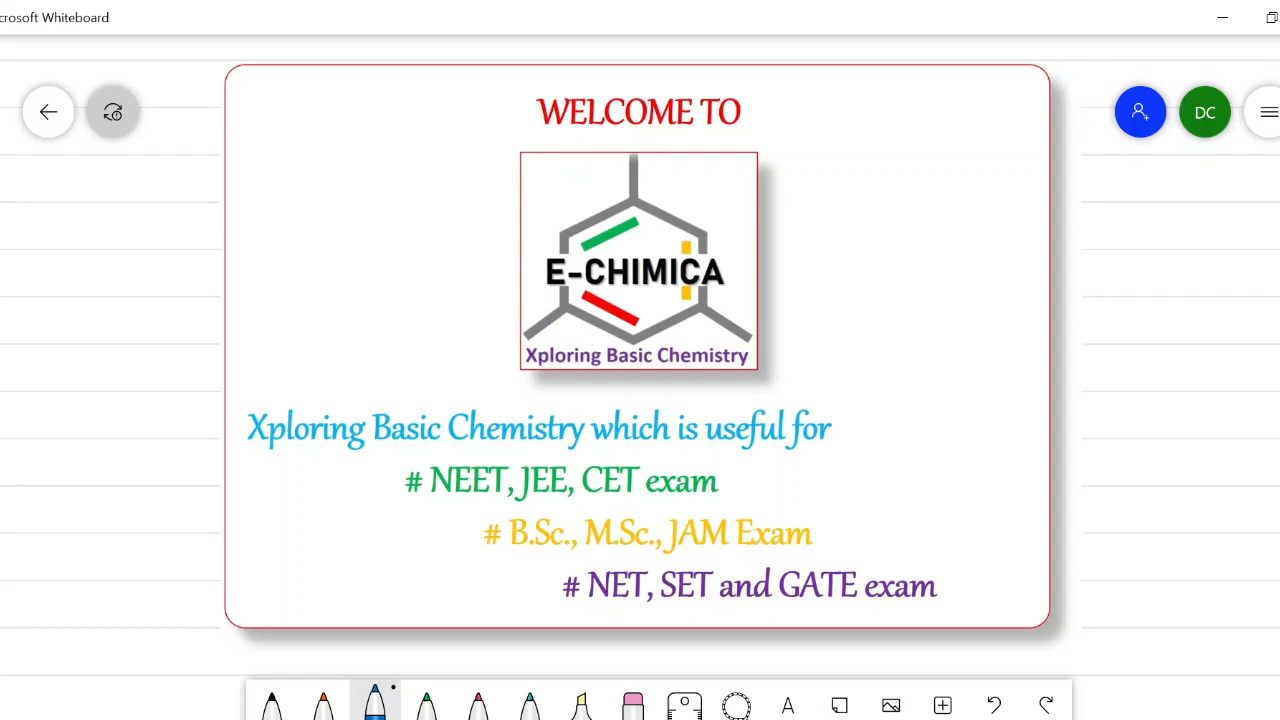 crosoft Whiteboard
DC
WELCOME TO
E-CHIMICA
Xploring Basic Chemistry
Xploring Basic Chemistry which is useful for
# NEET, JEE, CET exam
# B.Sc., M.Sc., JAM Exam
# NET, SET and GATE exam
A